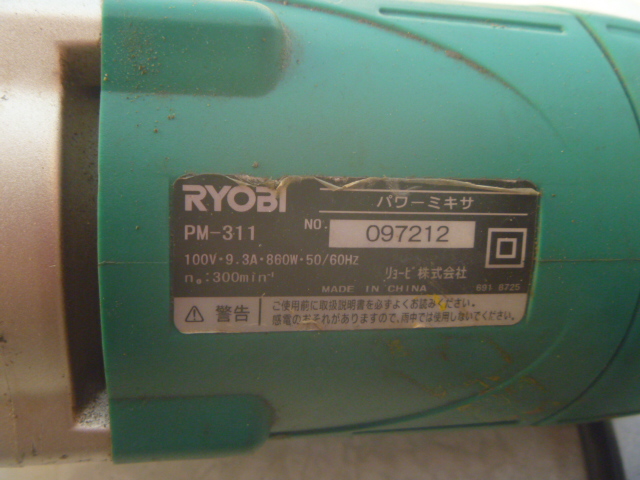 RYOBI
パワーミキサ
PM-311
NO. 097212
100V・9.3A・860W・50/60Hz
n₀:300min⁻¹
リョービ株式会社
MADE IN CHINA 691 8725
⚠ 警告
ご使用前に取扱説明書を必ずよくお読みください。
感電のおそれがありますので、雨中では使用しないでください。